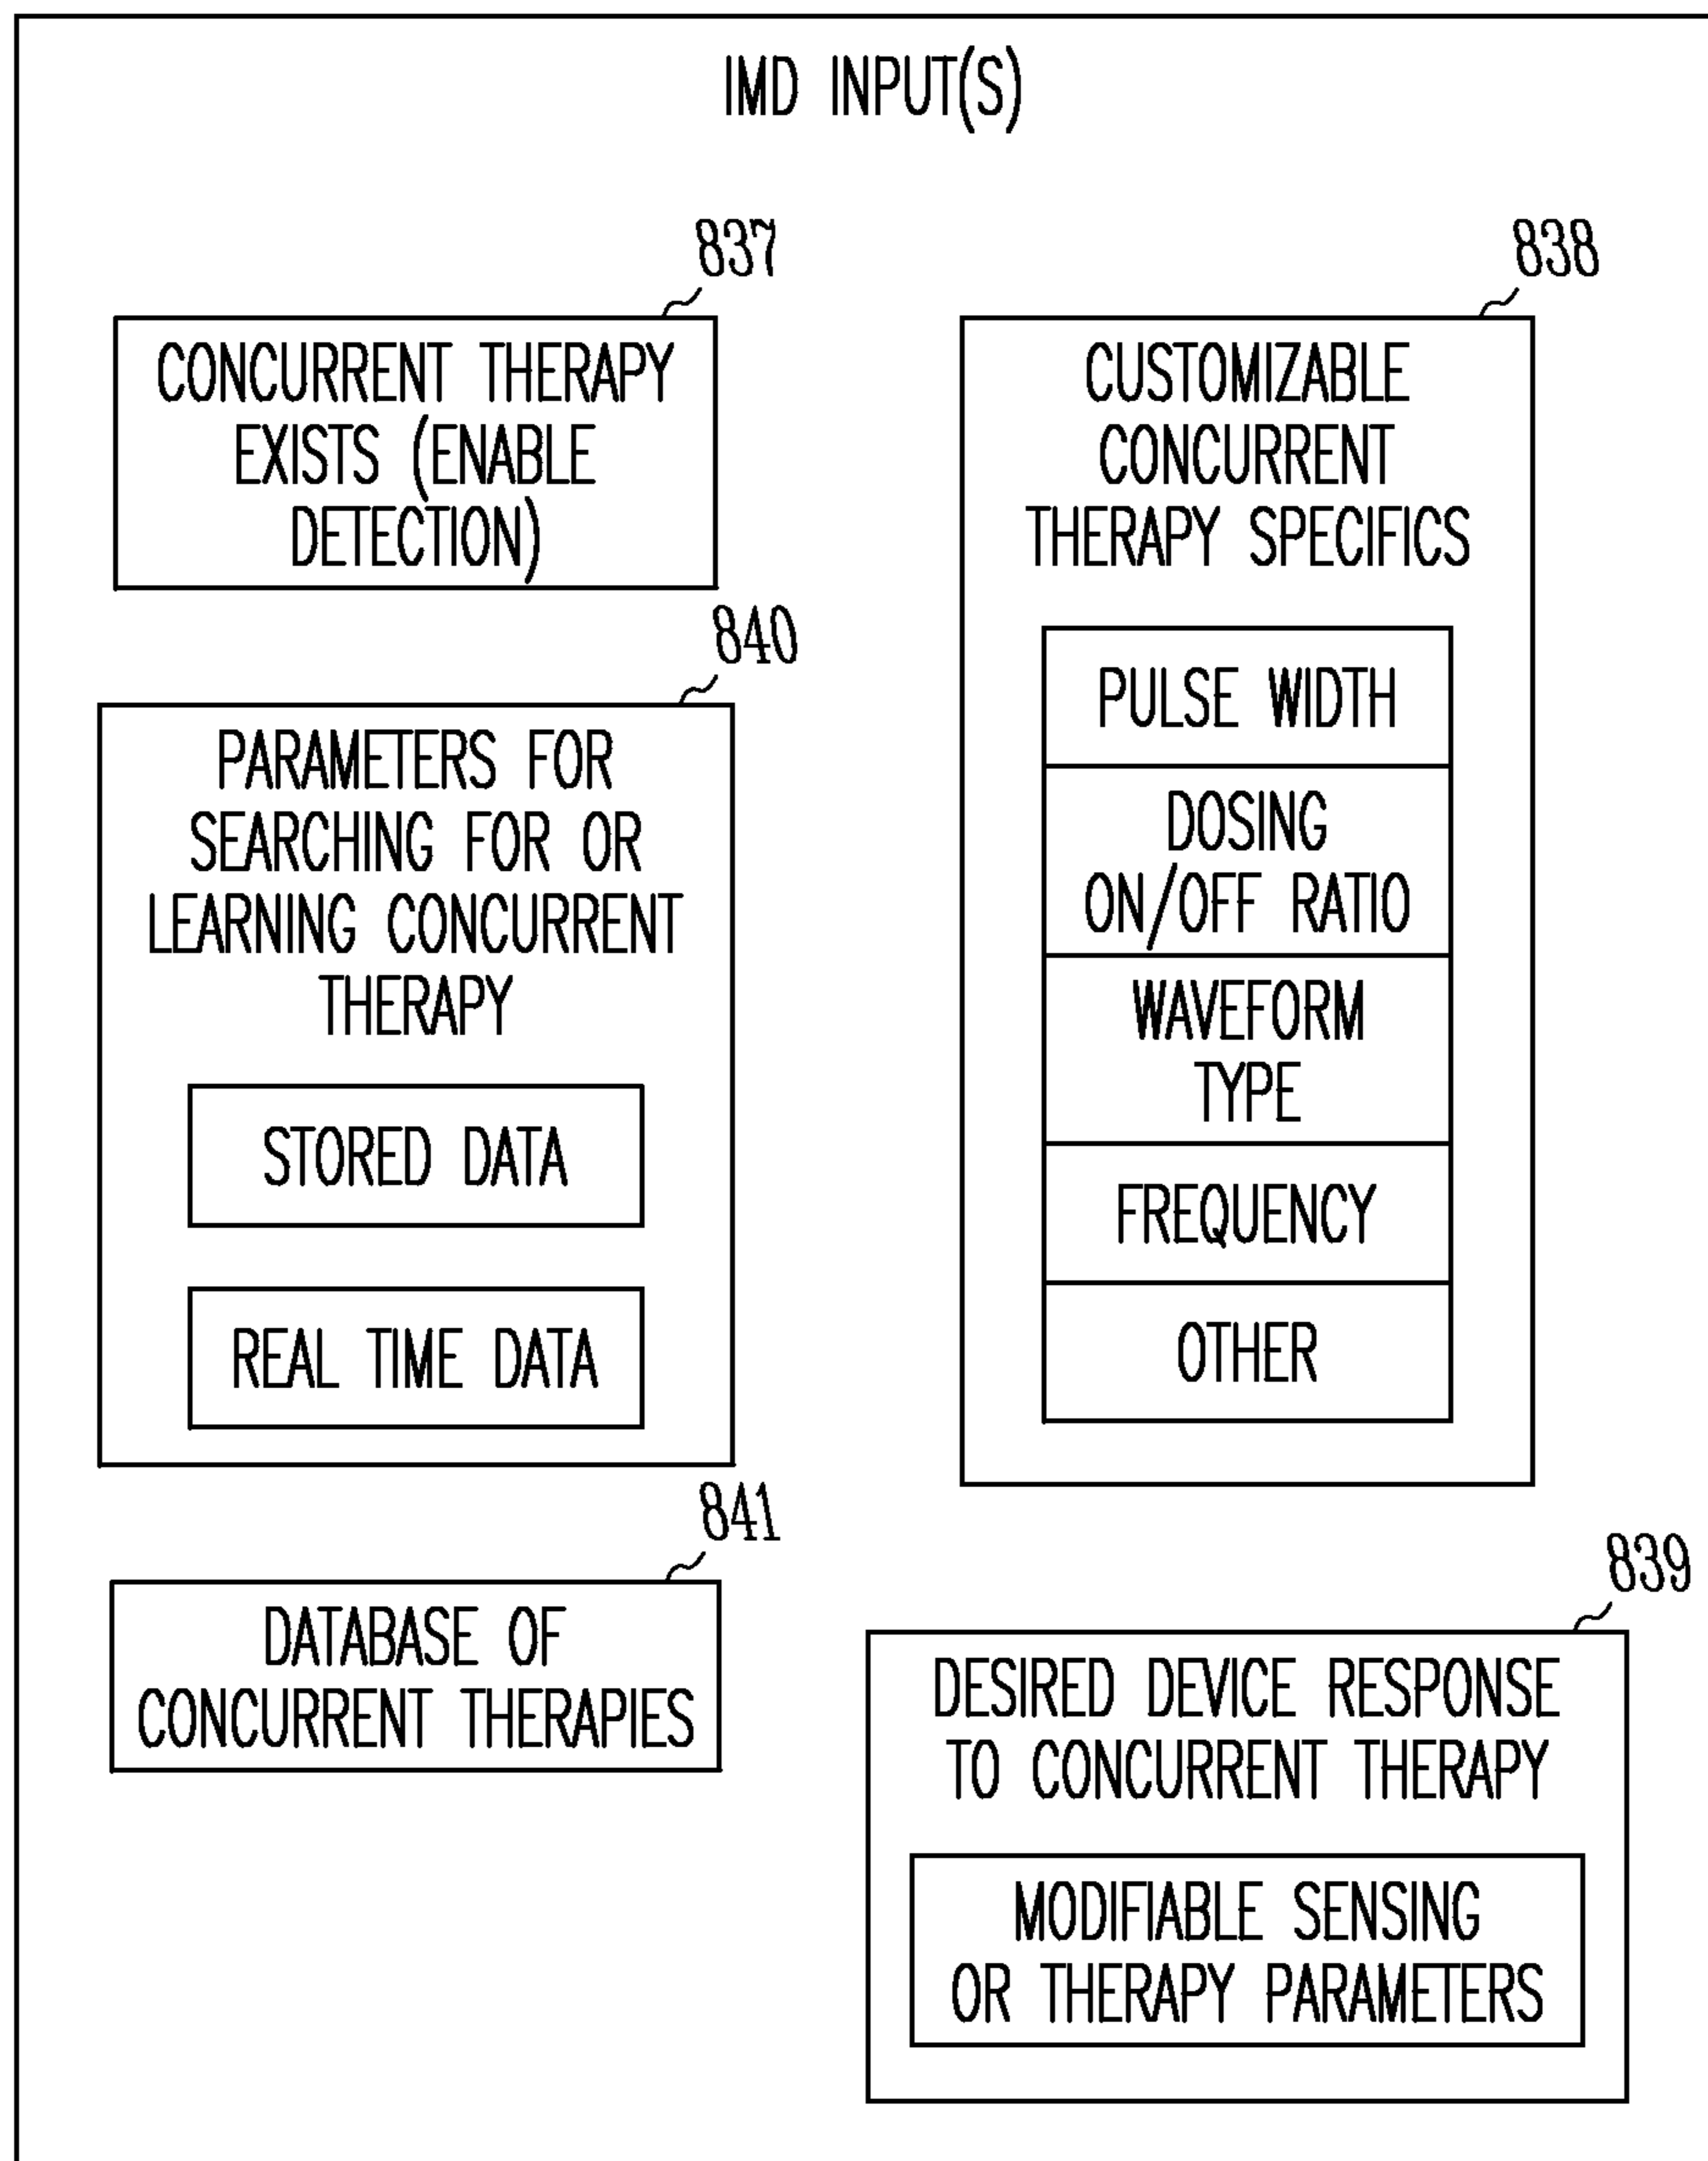 IMD INPUT(S)
837
CONCURRENT THERAPY
EXISTS (ENABLE
DETECTION)
840
PARAMETERS FOR
SEARCHING FOR OR
LEARNING CONCURRENT
THERAPY
STORED DATA
REAL TIME DATA
841
DATABASE OF
CONCURRENT THERAPIES
838
CUSTOMIZABLE
CONCURRENT
THERAPY SPECIFICS
PULSE WIDTH
DOSING
ON/OFF RATIO
WAVEFORM
TYPE
FREQUENCY
OTHER
839
DESIRED DEVICE RESPONSE
TO CONCURRENT THERAPY
MODIFIABLE SENSING
OR THERAPY PARAMETERS